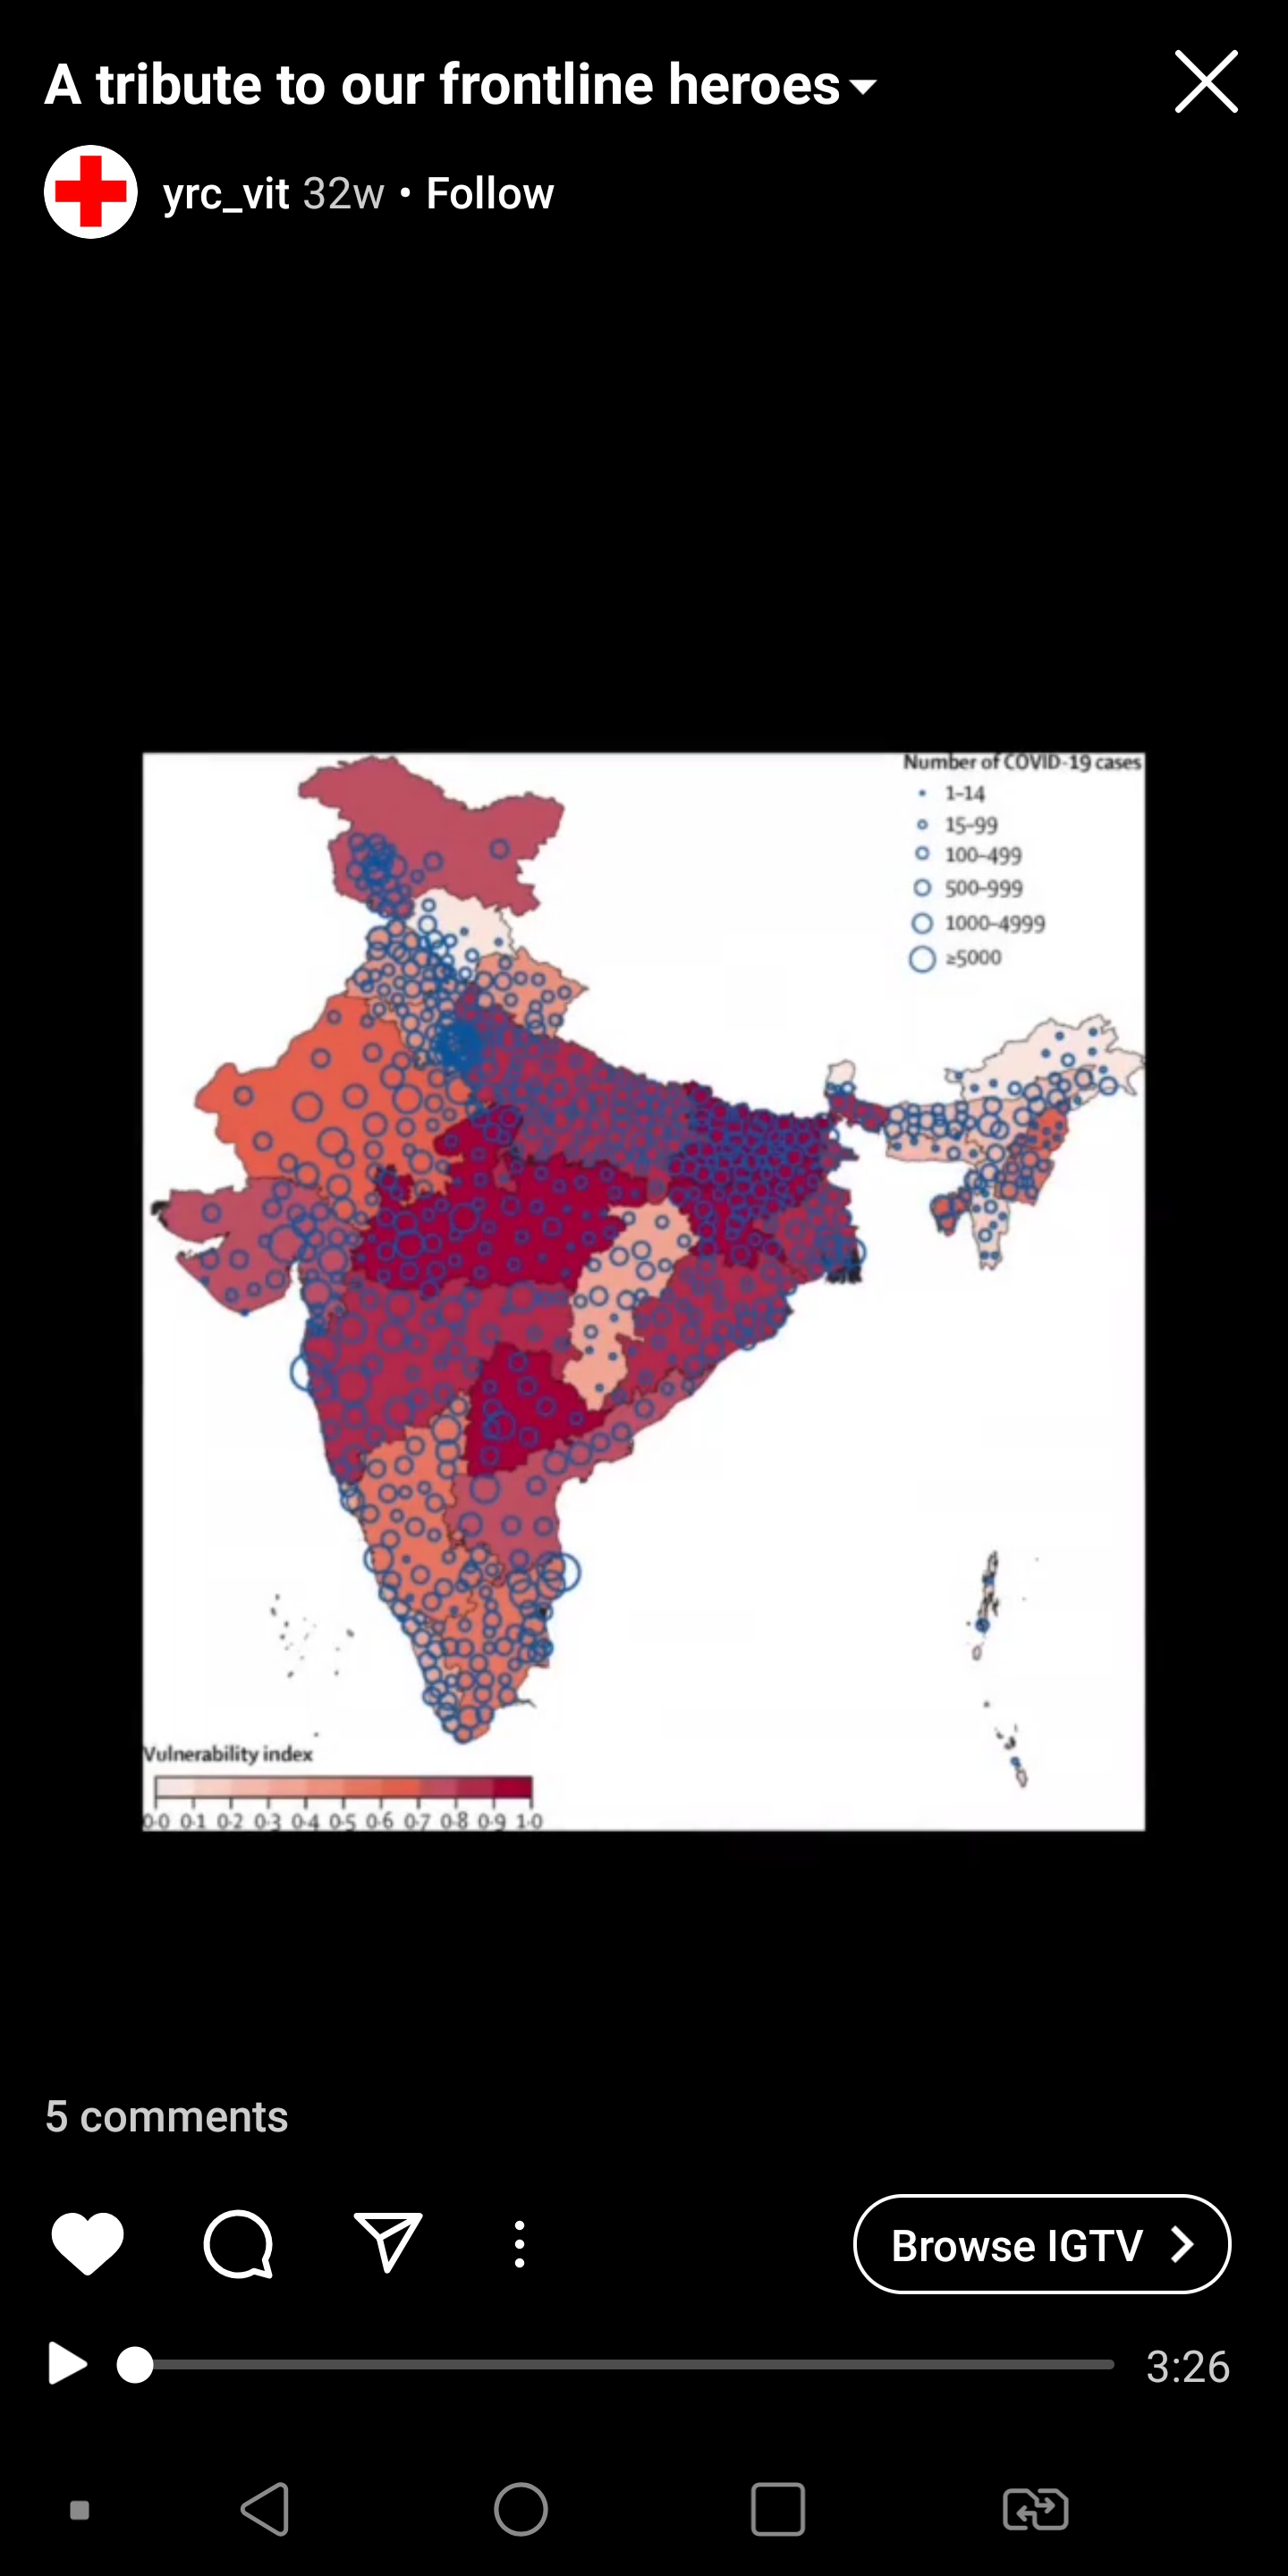 A tribute to our frontline heroes
yrc_vit 32w • Follow
Number of COVID-19 cases
1–14
15–99
100–499
500–999
1000–4999
≥5000
Vulnerability index
0·0 0·1 0·2 0·3 0·4 0·5 0·6 0·7 0·8 0·9 1·0
5 comments
Browse IGTV
3:26